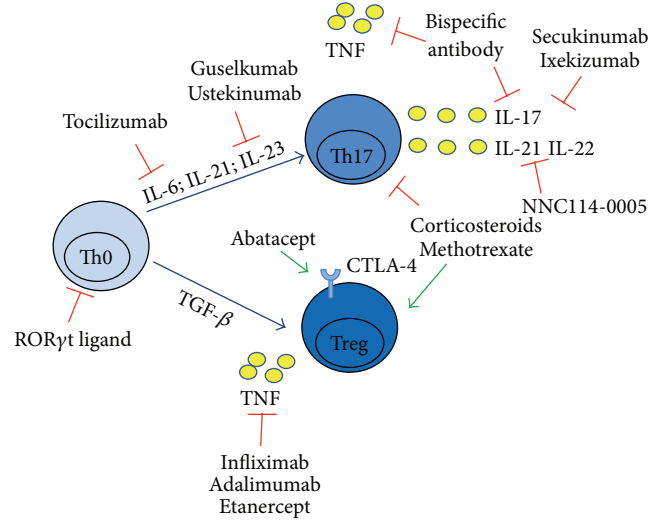 Bispecific
antibody
TNF
Secukinumab
Ixekizumab
Guselkumab
Ustekinumab
Tocilizumab
IL-6; IL-21; IL-23
Th17
IL-17
IL-21 IL-22
NNC114-0005
Th0
Corticosteroids
Methotrexate
Abatacept
CTLA-4
TGF-β
RORγt ligand
Treg
TNF
Infliximab
Adalimumab
Etanercept